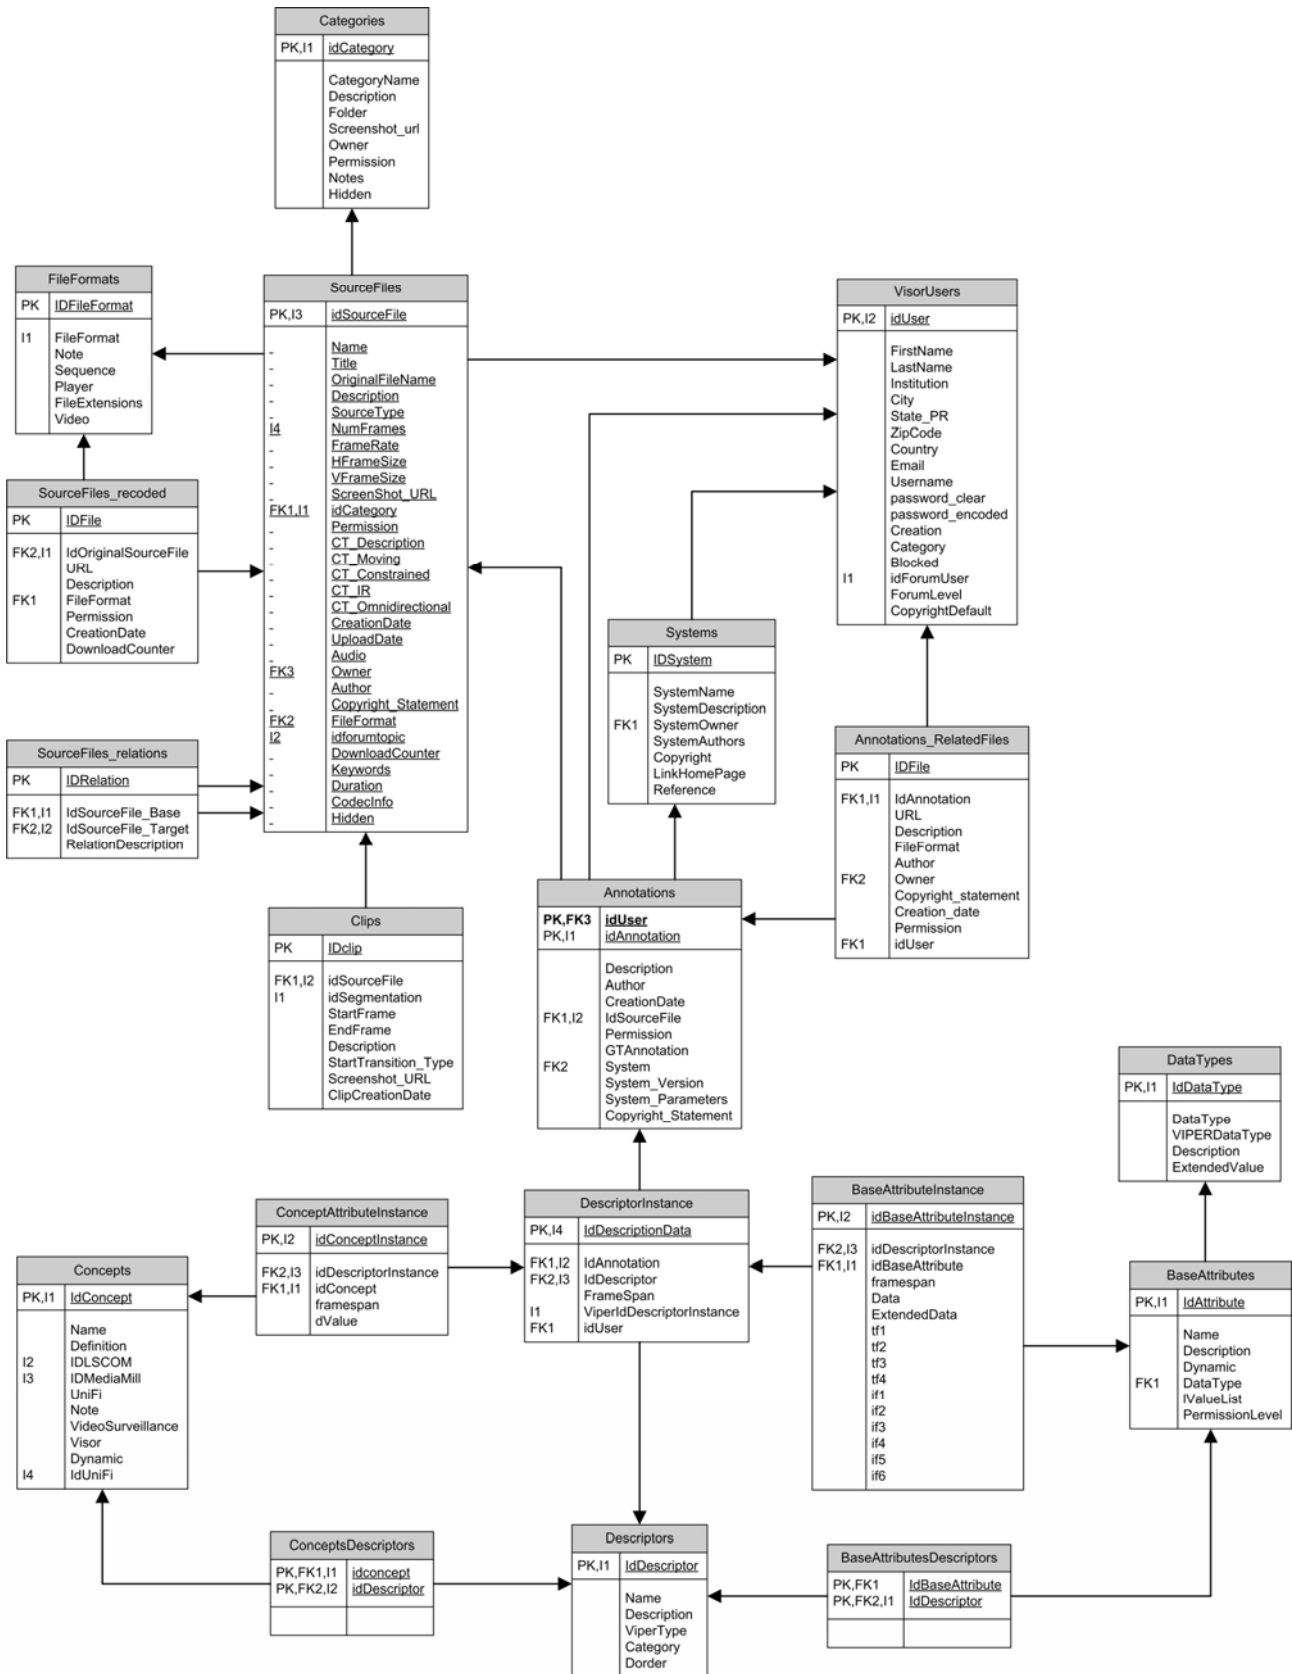 Categories
PK,I1 idCategory
CategoryName
Description
Folder
Screenshot_url
Owner
Permission
Notes
Hidden
FileFormats
PK IDFileFormat
I1 FileFormat
Note
Sequence
Player
FileExtensions
Video
SourceFiles
PK,I3 idSourceFile
- Name
- Title
- OriginalFileName
- Description
- SourceType
I4 NumFrames
- FrameRate
- HFrameSize
- VFrameSize
- ScreenShot_URL
FK1,I1 idCategory
- Permission
- CT_Description
- CT_Moving
- CT_Constrained
- CT_IR
- CT_Omnidirectional
- CreationDate
- UploadDate
- Audio
FK3 Owner
- Author
- Copyright_Statement
FK2 FileFormat
I2 idforumtopic
- DownloadCounter
- Keywords
- Duration
- CodecInfo
- Hidden
VisorUsers
PK,I2 idUser
FirstName
LastName
Institution
City
State_PR
ZipCode
Country
Email
Username
password_clear
password_encoded
Creation
Category
Blocked
I1 idForumUser
ForumLevel
CopyrightDefault
SourceFiles_recoded
PK IDFile
FK2,I1 IdOriginalSourceFile
URL
Description
FK1 FileFormat
Permission
CreationDate
DownloadCounter
SourceFiles_relations
PK IDRelation
FK1,I1 IdSourceFile_Base
FK2,I2 IdSourceFile_Target
RelationDescription
Systems
PK IDSystem
SystemName
SystemDescription
FK1 SystemOwner
SystemAuthors
Copyright
LinkHomePage
Reference
Annotations_RelatedFiles
PK IDFile
FK1,I1 IdAnnotation
URL
Description
FileFormat
Author
FK2 Owner
Copyright_statement
Creation_date
Permission
FK1 idUser
Clips
PK IDclip
FK1,I2 idSourceFile
I1 idSegmentation
StartFrame
EndFrame
Description
StartTransition_Type
Screenshot_URL
ClipCreationDate
Annotations
PK,FK3 idUser
PK,I1 idAnnotation
Description
Author
CreationDate
FK1,I2 IdSourceFile
Permission
GTAnnotation
FK2 System
System_Version
System_Parameters
Copyright_Statement
DataTypes
PK,I1 IdDataType
DataType
VIPERDataType
Description
ExtendedValue
ConceptAttributeInstance
PK,I2 idConceptInstance
FK2,I3 idDescriptorInstance
FK1,I1 idConcept
framespan
dValue
DescriptorInstance
PK,I4 IdDescriptionData
FK1,I2 IdAnnotation
FK2,I3 IdDescriptor
FrameSpan
I1 ViperIdDescriptorInstance
FK1 idUser
BaseAttributeInstance
PK,I2 idBaseAttributeInstance
FK2,I3 idDescriptorInstance
FK1,I1 idBaseAttribute
framespan
Data
ExtendedData
tf1
tf2
tf3
tf4
if1
if2
if3
if4
if5
if6
Concepts
PK,I1 IdConcept
Name
Definition
I2 IDLSCOM
I3 IDMediaMill
UniFi
Note
VideoSurveillance
Visor
Dynamic
I4 IdUniFi
BaseAttributes
PK,I1 IdAttribute
Name
Description
Dynamic
FK1 DataType
lValueList
PermissionLevel
ConceptsDescriptors
PK,FK1,I1 idconcept
PK,FK2,I2 idDescriptor
Descriptors
PK,I1 IdDescriptor
Name
Description
ViperType
Category
Dorder
BaseAttributesDescriptors
PK,FK1 IdBaseAttribute
PK,FK2,I1 IdDescriptor